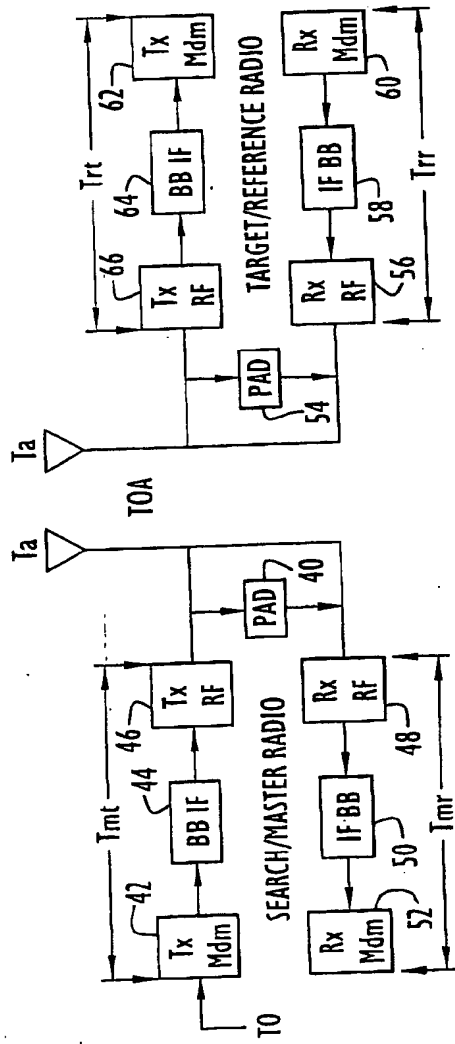 Tmt
42
44
46
Tx
Mdm
BB IF
Tx
RF
TO
SEARCH/MASTER RADIO
PAD
40
Rx
Mdm
IF BB
Rx
RF
52
50
48
Tmr
Ta
TOA
Ta
Trt
66
64
62
Tx
RF
BB IF
Tx
Mdm
TARGET/REFERENCE RADIO
PAD
54
Rx
RF
IF BB
Rx
Mdm
56
58
60
Trr